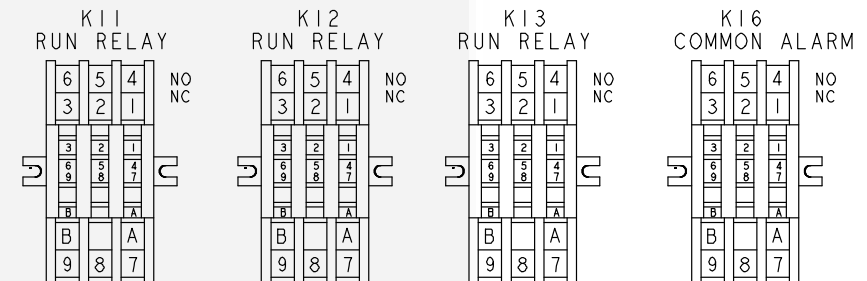 K11
RUN RELAY
6 5 4 NO
3 2 1 NC
3 2 1
6 5 4
9 8 7
B A
B A
9 8 7
K12
RUN RELAY
6 5 4 NO
3 2 1 NC
3 2 1
6 5 4
9 8 7
B A
B A
9 8 7
K13
RUN RELAY
6 5 4 NO
3 2 1 NC
3 2 1
6 5 4
9 8 7
B A
B A
9 8 7
K16
COMMON ALARM
6 5 4 NO
3 2 1 NC
3 2 1
6 5 4
9 8 7
B A
B A
9 8 7